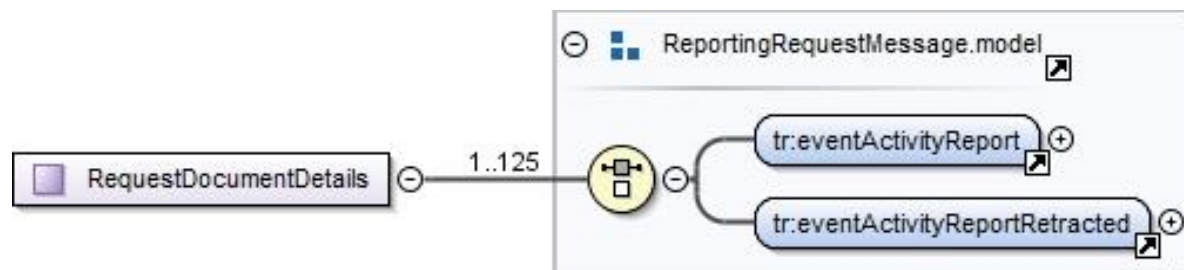 ReportingRequestMessage.model
tr:eventActivityReport
RequestDocumentDetails
1..125
tr:eventActivityReportRetracted